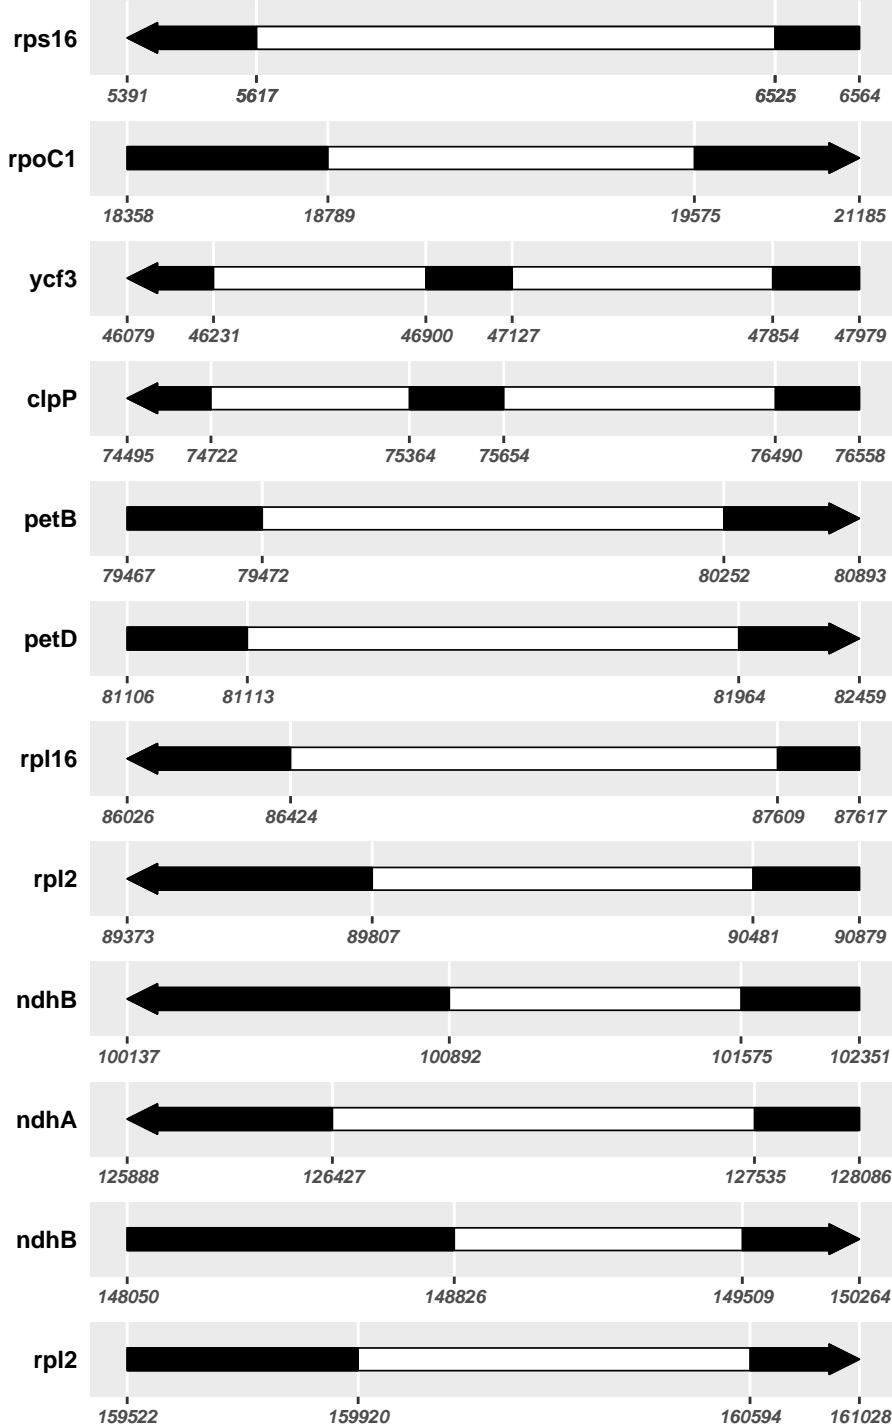 rps16
5391 5617 6525 6564
rpoC1
18358 18789 19575 21185
ycf3
46079 46231 46900 47127 47854 47979
clpP
74495 74722 75364 75654 76490 76558
petB
79467 79472 80252 80893
petD
81106 81113 81964 82459
rpl16
86026 86424 87609 87617
rpl2
89373 89807 90481 90879
ndhB
100137 100892 101575 102351
ndhA
125888 126427 127535 128086
ndhB
148050 148826 149509 150264
rpl2
159522 159920 160594 161028